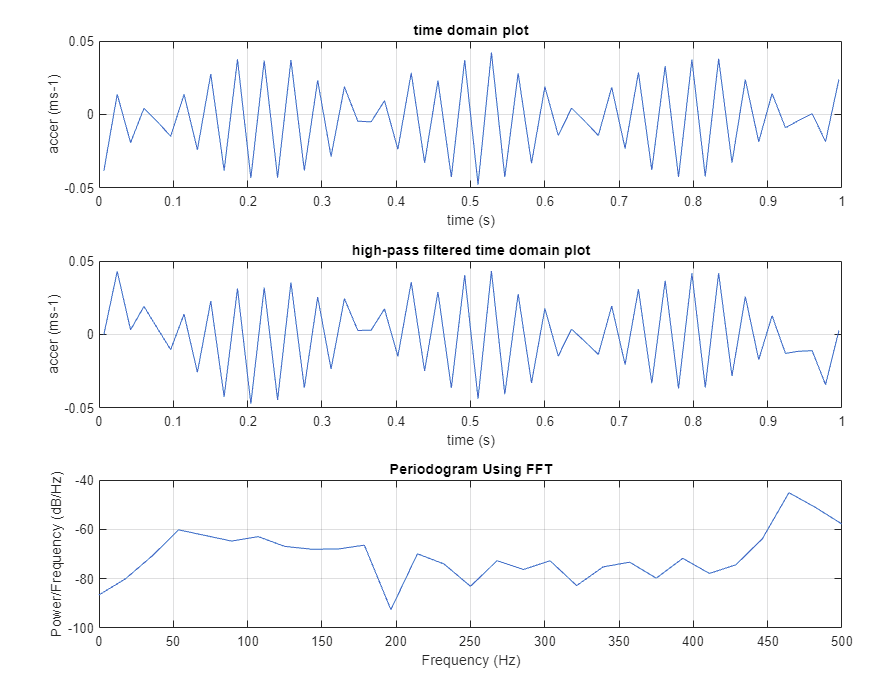 time domain plot
accer (ms-1)
0.05
0
-0.05
0 0.1 0.2 0.3 0.4 0.5 0.6 0.7 0.8 0.9 1
time (s)
high-pass filtered time domain plot
accer (ms-1)
0.05
0
-0.05
0 0.1 0.2 0.3 0.4 0.5 0.6 0.7 0.8 0.9 1
time (s)
Periodogram Using FFT
Power/Frequency (dB/Hz)
-40
-60
-80
-100
0 50 100 150 200 250 300 350 400 450 500
Frequency (Hz)